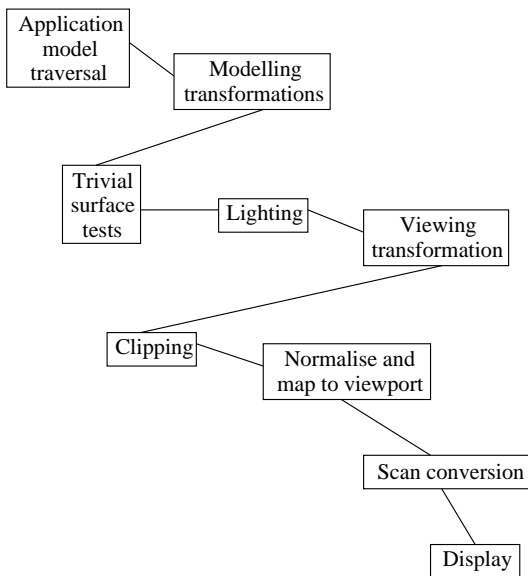 Application
model
traversal
Modelling
transformations
Trivial
surface
tests
Lighting
Viewing
transformation
Clipping
Normalise and
map to viewport
Scan conversion
Display